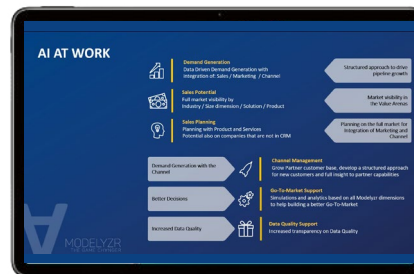 AI AT WORK
Demand Generation
Data Driven Demand Generation with
integration of: Sales / Marketing / Channel
Structured approach to drive
pipeline growth
Sales Potential
Full market visibility by
Industry / Size dimension / Solution / Product
Market visibility in
the Value Arenas
Sales Planning
Planning with Product and Services
Potential also on companies that are not in CRM
Planning on the full market for
Integration of Marketing and
Channel
Demand Generation with the
Channel
Channel Management
Grow Partner customer base, develop a structured approach
for new customers and full insight to partner capabilities
Better Decisions
Go-To-Market Support
Simulations and analytics based on all Modelyzr dimensions
to help building a better Go-To-Market
Increased Data Quality
Data Quality Support
Increased transparency on Data Quality
MODELYZR
THE GAME CHANGER